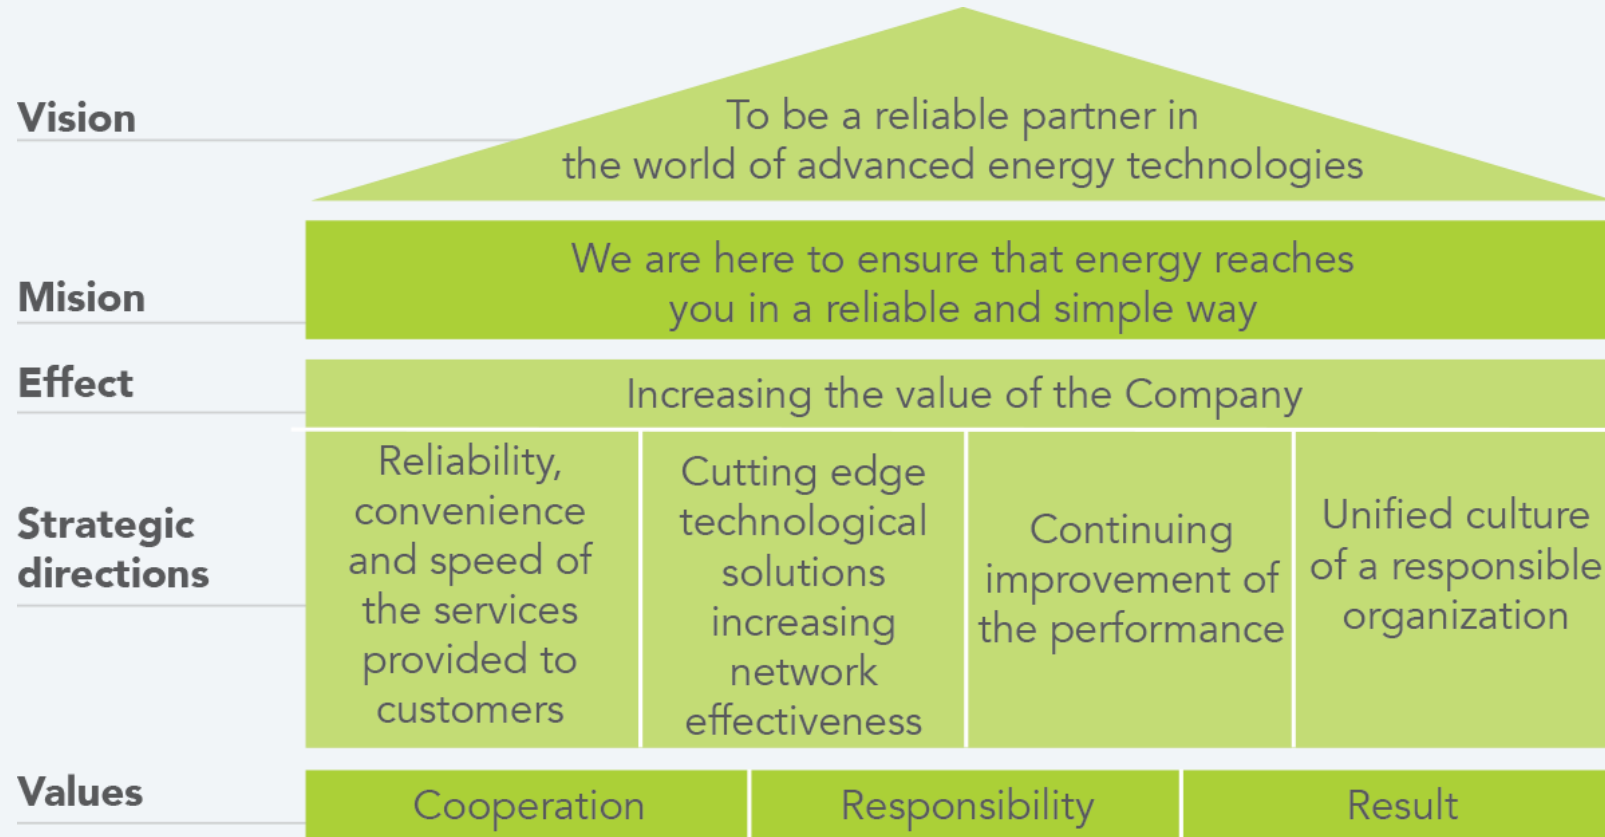 Vision
To be a reliable partner in
the world of advanced energy technologies
Mision
We are here to ensure that energy reaches
you in a reliable and simple way
Effect
Increasing the value of the Company
Strategic
directions
Reliability,
convenience
and speed of
the services
provided to
customers
Cutting edge
technological
solutions
increasing
network
effectiveness
Continuing
improvement of
the performance
Unified culture
of a responsible
organization
Values
Cooperation
Responsibility
Result